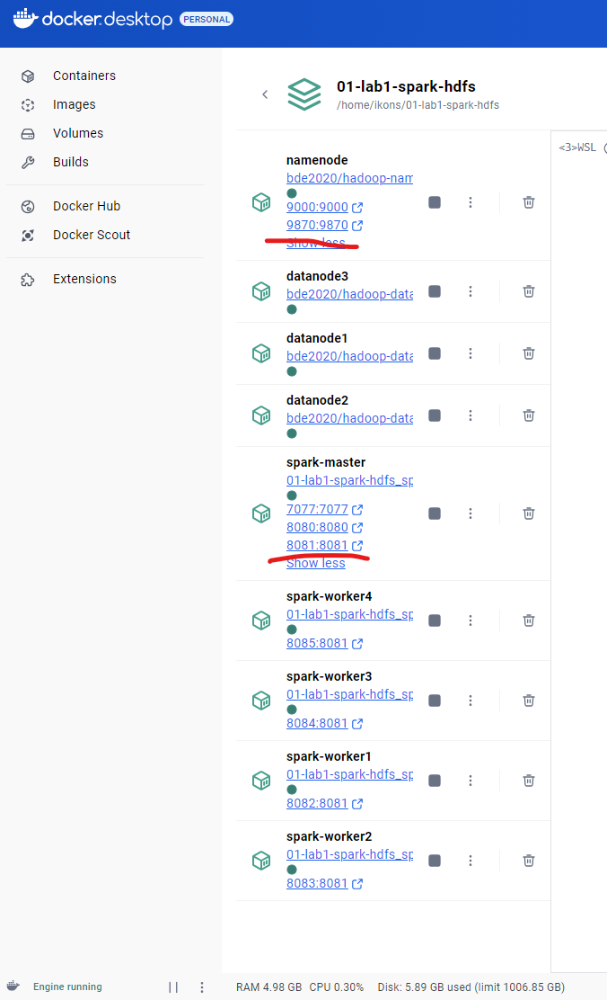 docker.desktop PERSONAL
Containers
Images
Volumes
Builds
Docker Hub
Docker Scout
Extensions
01-lab1-spark-hdfs
/home/ikons/01-lab1-spark-hdfs
<3>WSL (
namenode
bde2020/hadoop-nam
9000:9000
9870:9870
Show less
datanode3
bde2020/hadoop-data
datanode1
bde2020/hadoop-data
datanode2
bde2020/hadoop-data
spark-master
01-lab1-spark-hdfs_sp
7077:7077
8080:8080
8081:8081
Show less
spark-worker4
01-lab1-spark-hdfs_sp
8085:8081
spark-worker3
01-lab1-spark-hdfs_sp
8084:8081
spark-worker1
01-lab1-spark-hdfs_sp
8082:8081
spark-worker2
01-lab1-spark-hdfs_sp
8083:8081
Engine running
RAM 4.98 GB CPU 0.30% Disk: 5.89 GB used (limit 1006.85 GB)